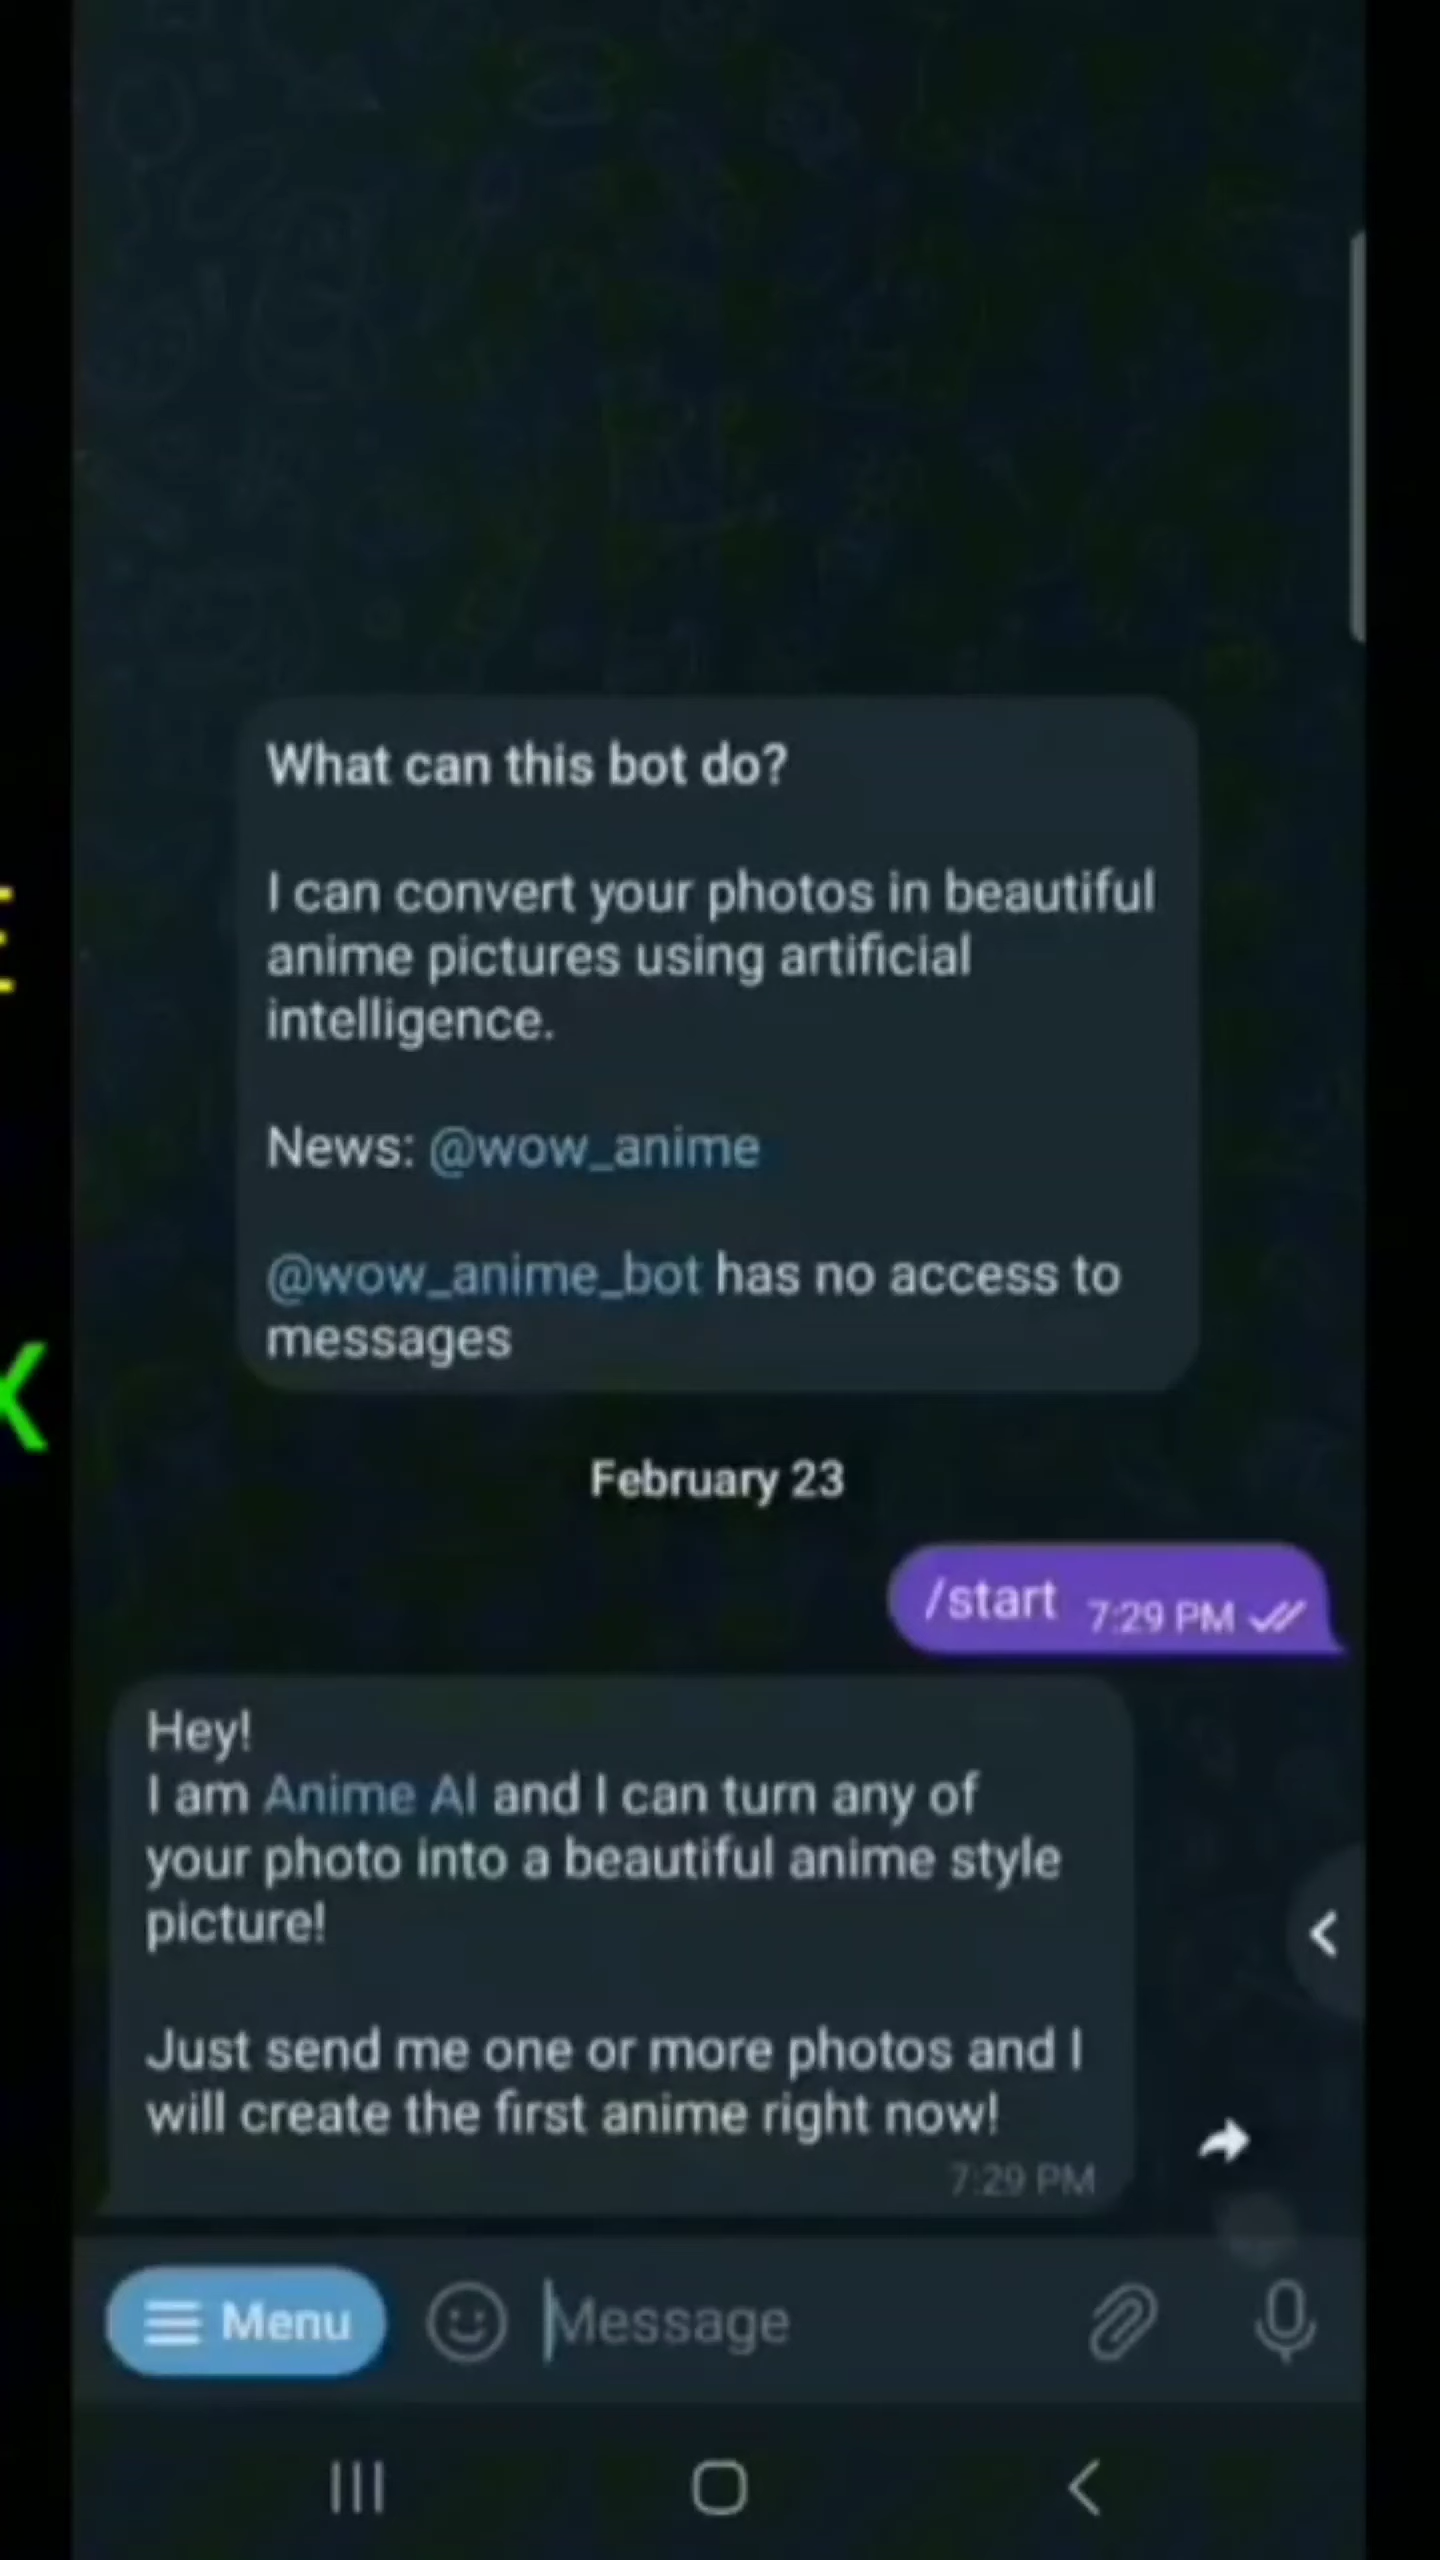 What can this bot do?
I can convert your photos in beautiful
anime pictures using artificial
intelligence.
News: @wow_anime
@wow_anime_bot has no access to
messages
February 23
/start 7:29 PM
Hey!
I am Anime AI and I can turn any of
your photo into a beautiful anime style
picture!
Just send me one or more photos and I
will create the first anime right now!
7:29 PM
Menu
Message